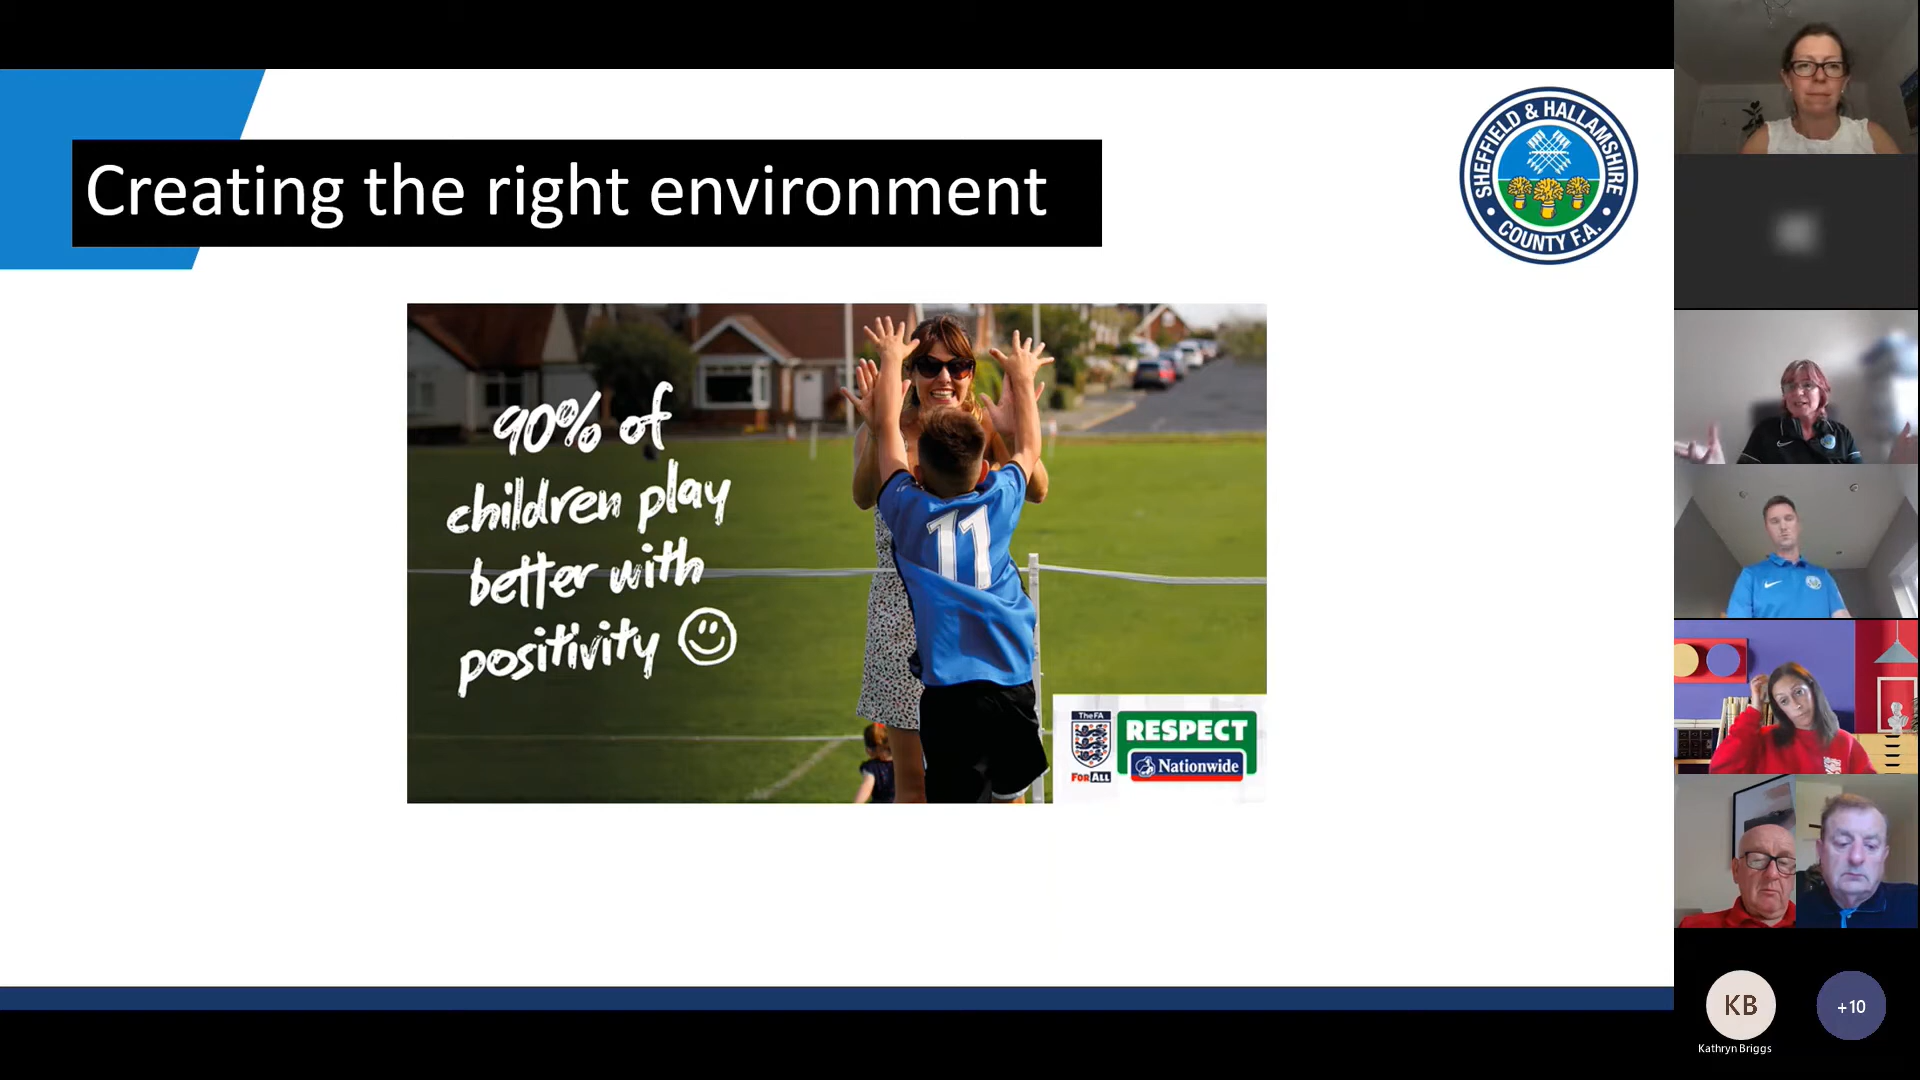 Creating the right environment
SHEFFIELD & HALLAMSHIRE
COUNTY F.A.
90% of
children play
better with
positivity
11
The FA
FOR ALL
RESPECT
Nationwide
KB
+10
Kathryn Briggs